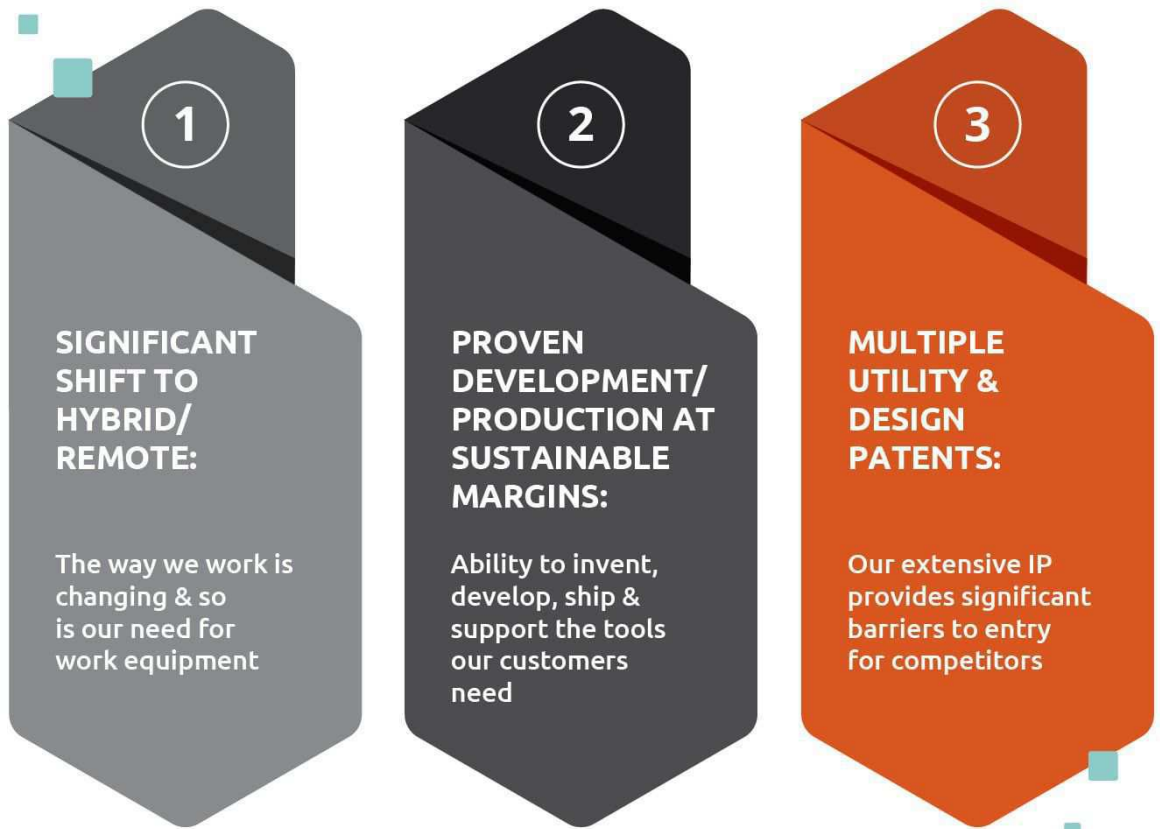 1
SIGNIFICANT
SHIFT TO
HYBRID/
REMOTE:
The way we work is
changing & so
is our need for
work equipment
2
PROVEN
DEVELOPMENT/
PRODUCTION AT
SUSTAINABLE
MARGINS:
Ability to invent,
develop, ship &
support the tools
our customers
need
3
MULTIPLE
UTILITY &
DESIGN
PATENTS:
Our extensive IP
provides significant
barriers to entry
for competitors